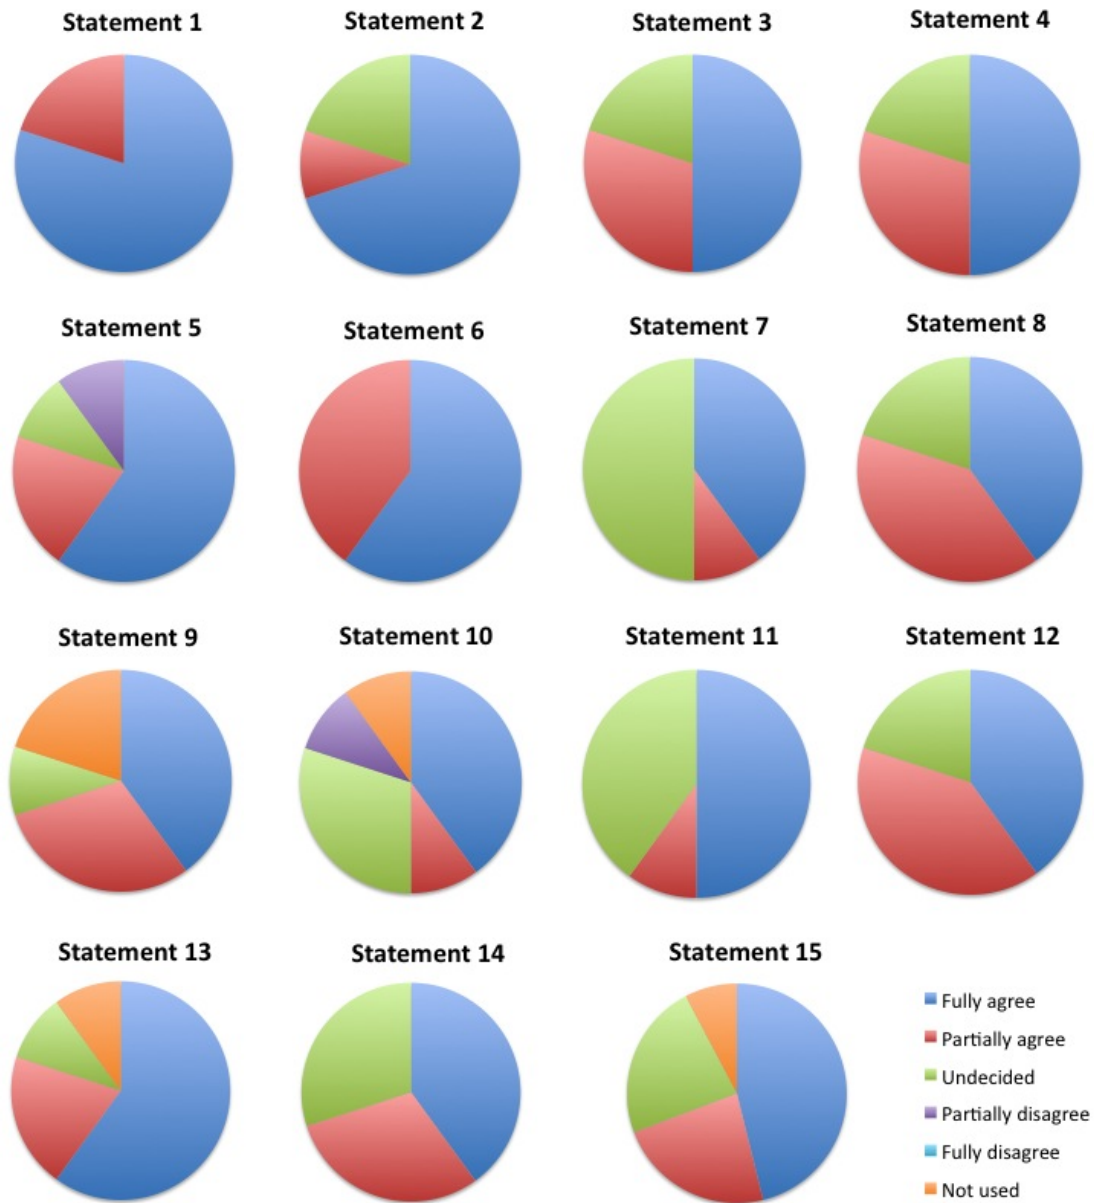 Statement 1
Statement 2
Statement 3
Statement 4
Statement 5
Statement 6
Statement 7
Statement 8
Statement 9
Statement 10
Statement 11
Statement 12
Statement 13
Statement 14
Statement 15
Fully agree
Partially agree
Undecided
Partially disagree
Fully disagree
Not used